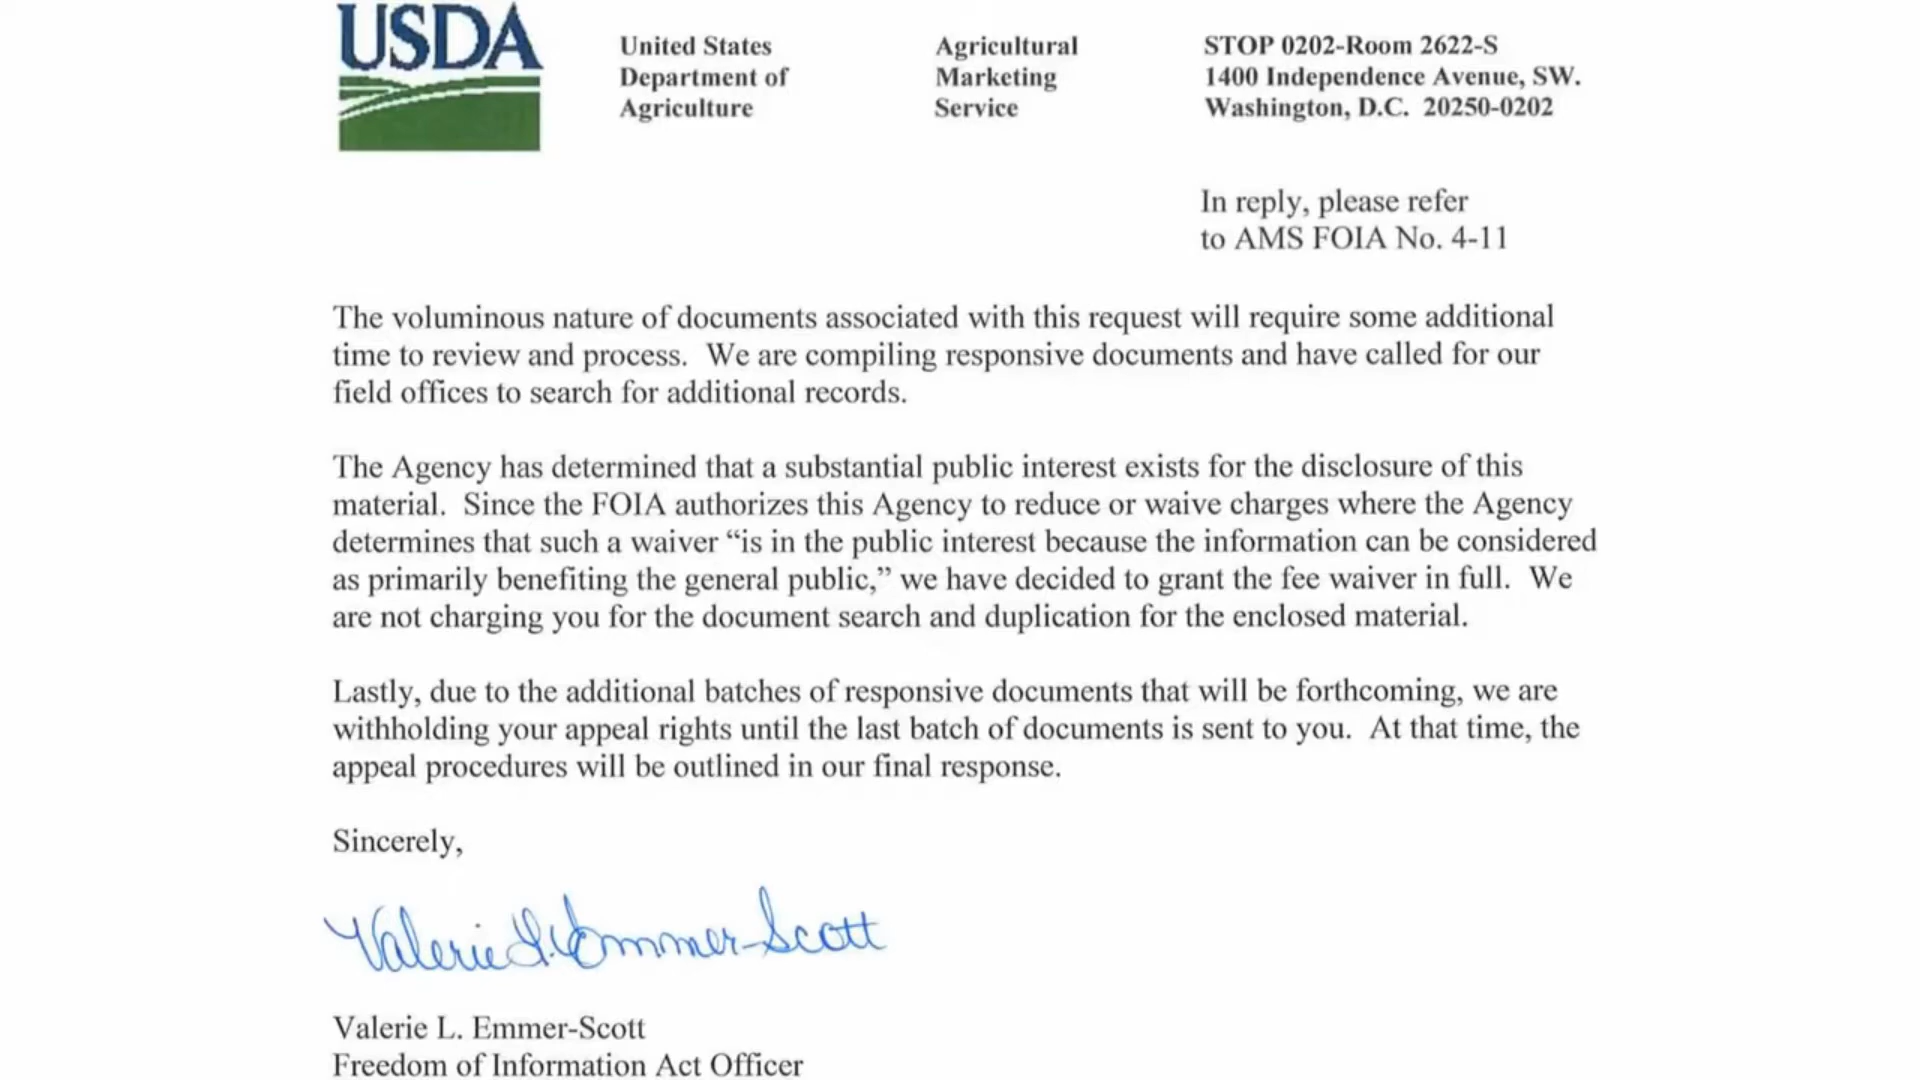 USDA
United States
Department of
Agriculture
Agricultural
Marketing
Service
STOP 0202-Room 2622-S
1400 Independence Avenue, SW.
Washington, D.C. 20250-0202
In reply, please refer
to AMS FOIA No. 4-11
The voluminous nature of documents associated with this request will require some additional
time to review and process. We are compiling responsive documents and have called for our
field offices to search for additional records.
The Agency has determined that a substantial public interest exists for the disclosure of this
material. Since the FOIA authorizes this Agency to reduce or waive charges where the Agency
determines that such a waiver “is in the public interest because the information can be considered
as primarily benefiting the general public,” we have decided to grant the fee waiver in full. We
are not charging you for the document search and duplication for the enclosed material.
Lastly, due to the additional batches of responsive documents that will be forthcoming, we are
withholding your appeal rights until the last batch of documents is sent to you. At that time, the
appeal procedures will be outlined in our final response.
Sincerely,
Valerie L. Emmer-Scott
Valerie L. Emmer-Scott
Freedom of Information Act Officer